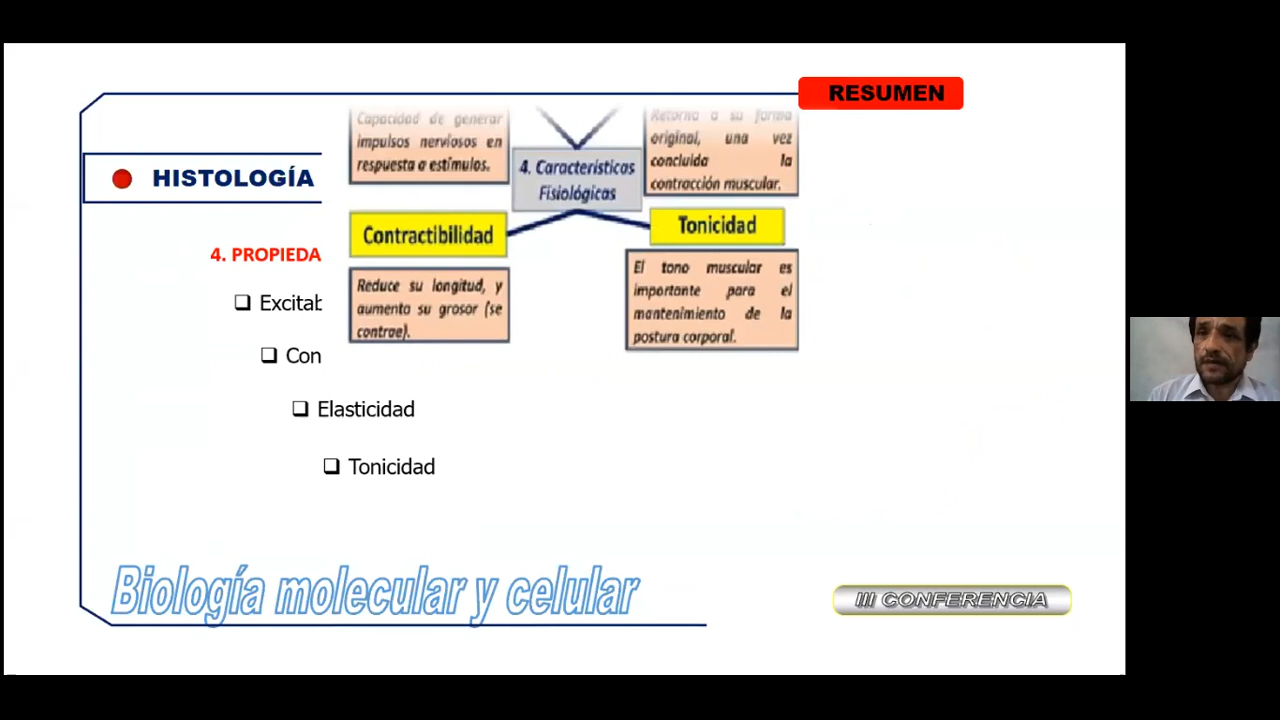 RESUMEN
HISTOLOGÍA
4. PROPIEDA
Excitab
Con
Elasticidad
Tonicidad
Capacidad de generar
impulsos nerviosos en
respuesta a estímulos.
4. Características
Fisiológicas
Retorna a su forma
original, una vez
concluida la
contracción muscular.
Contractibilidad
Reduce su longitud, y
aumenta su grosor (se
contrae).
Tonicidad
El tono muscular es
importante para el
mantenimiento de la
postura corporal.
Biología molecular y celular
III CONFERENCIA